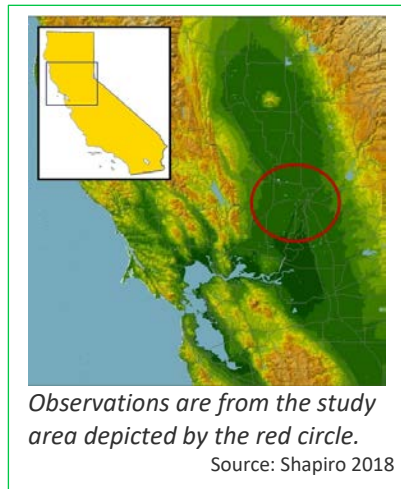 Observations are from the study
area depicted by the red circle.
Source: Shapiro 2018